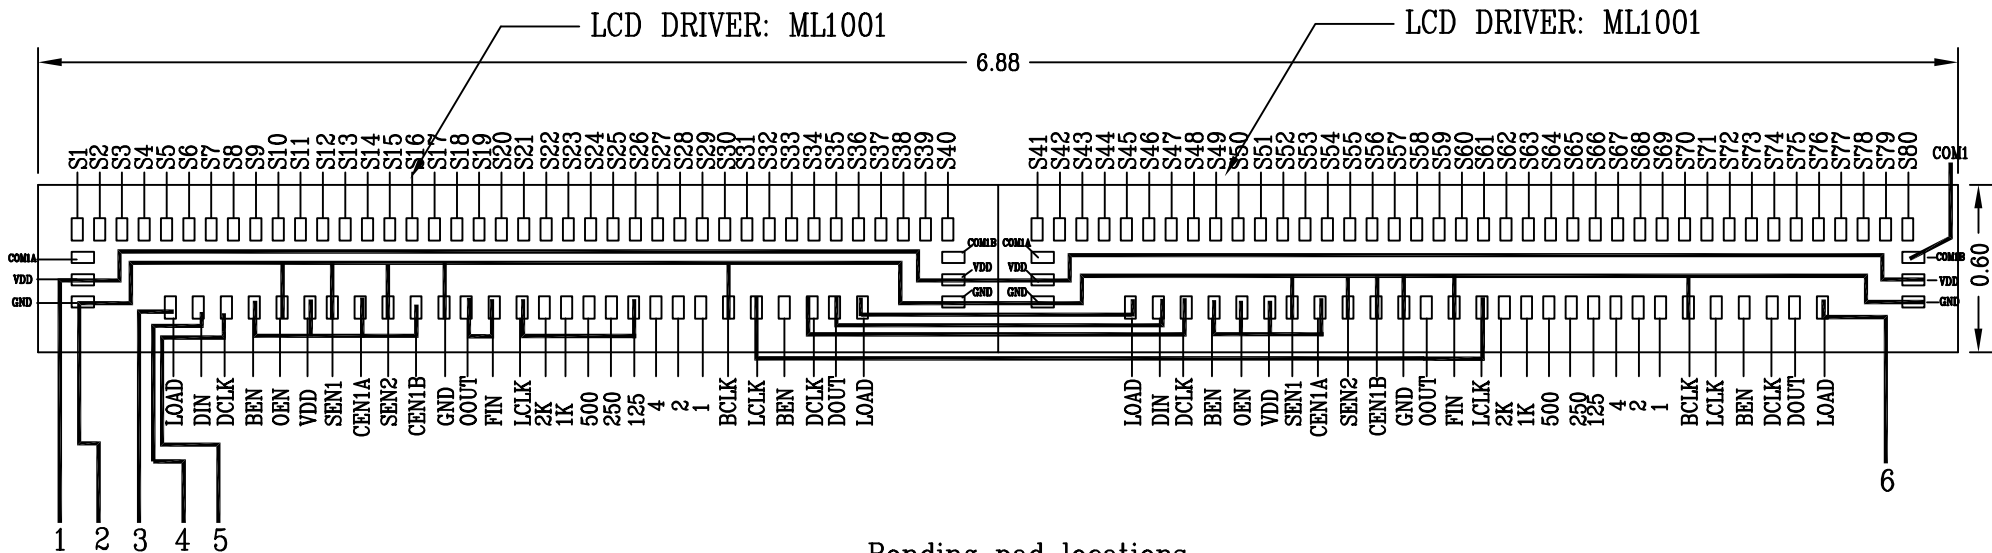 LCD DRIVER: ML1001 LCD DRIVER: ML1001
6.88
S1 S2 S3 S4 S5 S6 S7 S8 S9 S10 S11 S12 S13 S14 S15 S16 S17 S18 S19 S20 S21 S22 S23 S24 S25 S26 S27 S28 S29 S30 S31 S32 S33 S34 S35 S36 S37 S38 S39 S40 S41 S42 S43 S44 S45 S46 S47 S48 S49 S50 S51 S52 S53 S54 S55 S56 S57 S58 S59 S60 S61 S62 S63 S64 S65 S66 S67 S68 S69 S70 S71 S72 S73 S74 S75 S76 S77 S78 S79 S80 COM1
COM1A COM1B COM1A COM1B
VDD VDD VDD VDD
GND GND GND GND
0.60
LOAD DIN DCLK BEN OEN VDD SEN1 CEN1A SEN2 CEN1B GND OOUT FIN LCLK 2K 1K 500 250 125 4 2 1 BCLK LCLK BEN DCLK DOUT LOAD LOAD DIN DCLK BEN OEN VDD SEN1 CEN1A SEN2 CEN1B GND OOUT FIN LCLK 2K 1K 500 250 125 4 2 1 BCLK LCLK BEN DCLK DOUT LOAD
1 2 3 4 5 6
Bonding pad locations